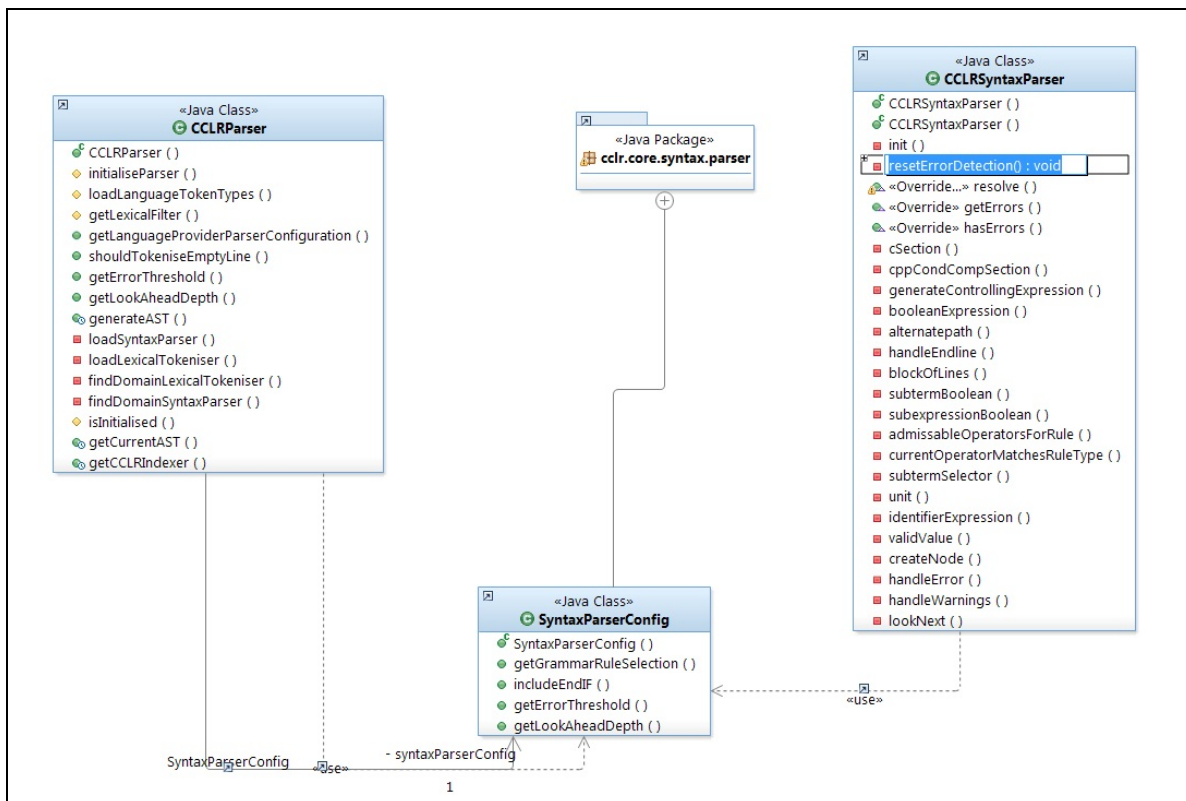 «Java Class»
CCLRParser
CCLRParser ( )
initialiseParser ( )
loadLanguageTokenTypes ( )
getLexicalFilter ( )
getLanguageProviderParserConfiguration ( )
shouldTokeniseEmptyLine ( )
getErrorThreshold ( )
getLookAheadDepth ( )
generateAST ( )
loadSyntaxParser ( )
loadLexicalTokeniser ( )
findDomainLexicalTokeniser ( )
findDomainSyntaxParser ( )
isInitialised ( )
getCurrentAST ( )
getCCLRIndexer ( )
«Java Package»
cclr.core.syntax.parser
«Java Class»
CCLRSyntaxParser
CCLRSyntaxParser ( )
CCLRSyntaxParser ( )
init ( )
resetErrorDetection() : void
«Override...» resolve ( )
«Override» getErrors ( )
«Override» hasErrors ( )
cSection ( )
cppCondCompSection ( )
generateControllingExpression ( )
booleanExpression ( )
alternatepath ( )
handleEndline ( )
blockOfLines ( )
subtermBoolean ( )
subexpressionBoolean ( )
admissableOperatorsForRule ( )
currentOperatorMatchesRuleType ( )
subtermSelector ( )
unit ( )
identifierExpression ( )
validValue ( )
createNode ( )
handleError ( )
handleWarnings ( )
lookNext ( )
«Java Class»
SyntaxParserConfig
SyntaxParserConfig ( )
getGrammarRuleSelection ( )
includeEndIF ( )
getErrorThreshold ( )
getLookAheadDepth ( )
«use»
SyntaxParserConfig
«use»
- syntaxParserConfig
1